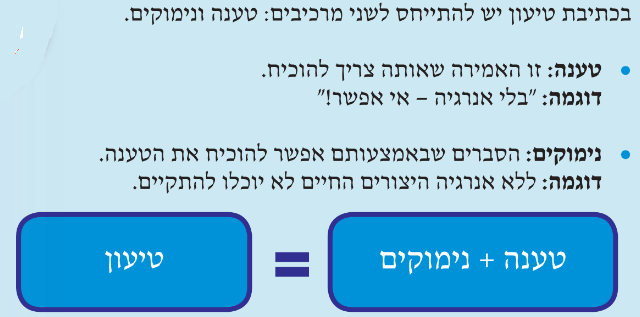 בכתיבת טיעון יש להתייחס לשני מרכיבים: טענה ונימוקים.
• טענה: זו האמירה שאותה צריך להוכיח.
דוגמה: "בלי אנרגיה – אי אפשר!"
• נימוקים: הסברים שבאמצעותם אפשר להוכיח את הטענה.
דוגמה: ללא אנרגיה היצורים החיים לא יוכלו להתקיים.
טענה + נימוקים = טיעון